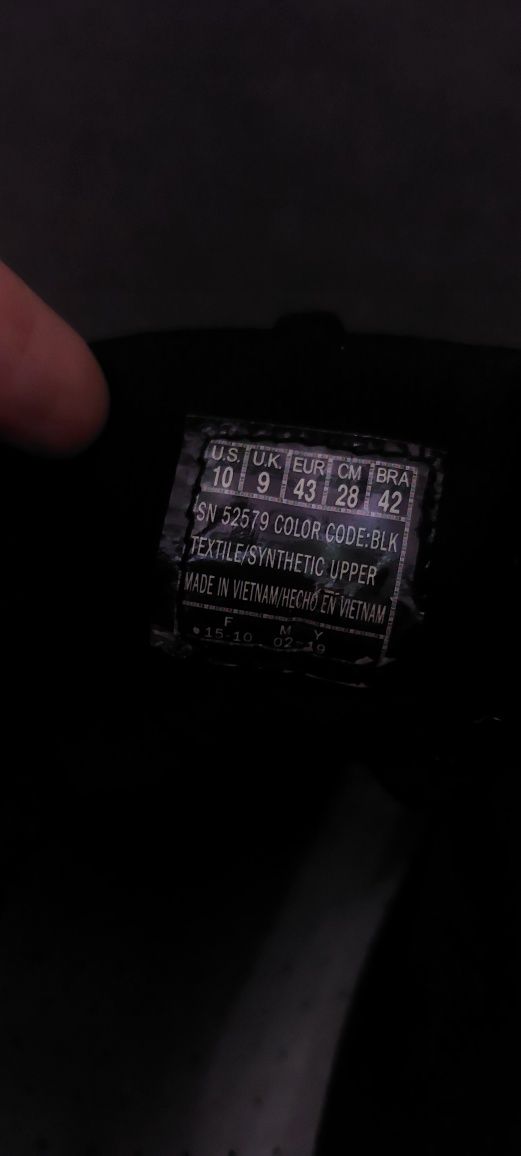 U.S. U.K. EUR CM BRA
10 9 43 28 42
SN 52579 COLOR CODE:BLK
TEXTILE/SYNTHETIC UPPER
MADE IN VIETNAM/HECHO EN VIETNAM
F M Y
15-10 02-19